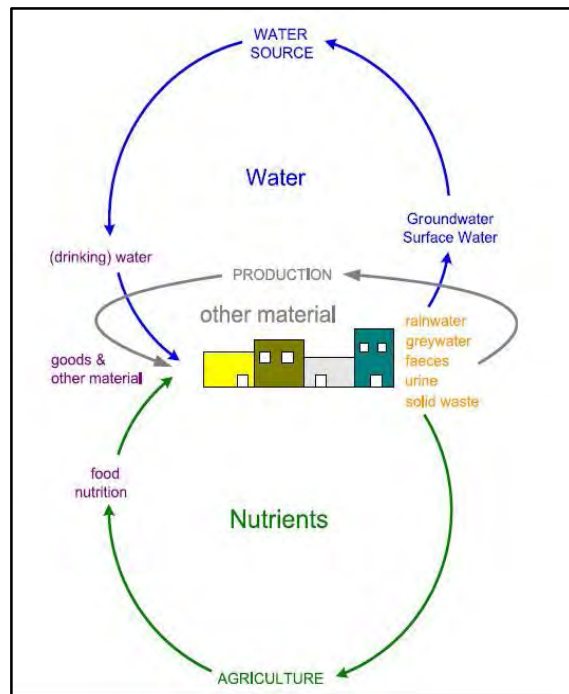 WATER
SOURCE
Water
Groundwater
Surface Water
(drinking) water
PRODUCTION
other material
rainwater
greywater
faeces
urine
solid waste
goods &
other material
food
nutrition
Nutrients
AGRICULTURE